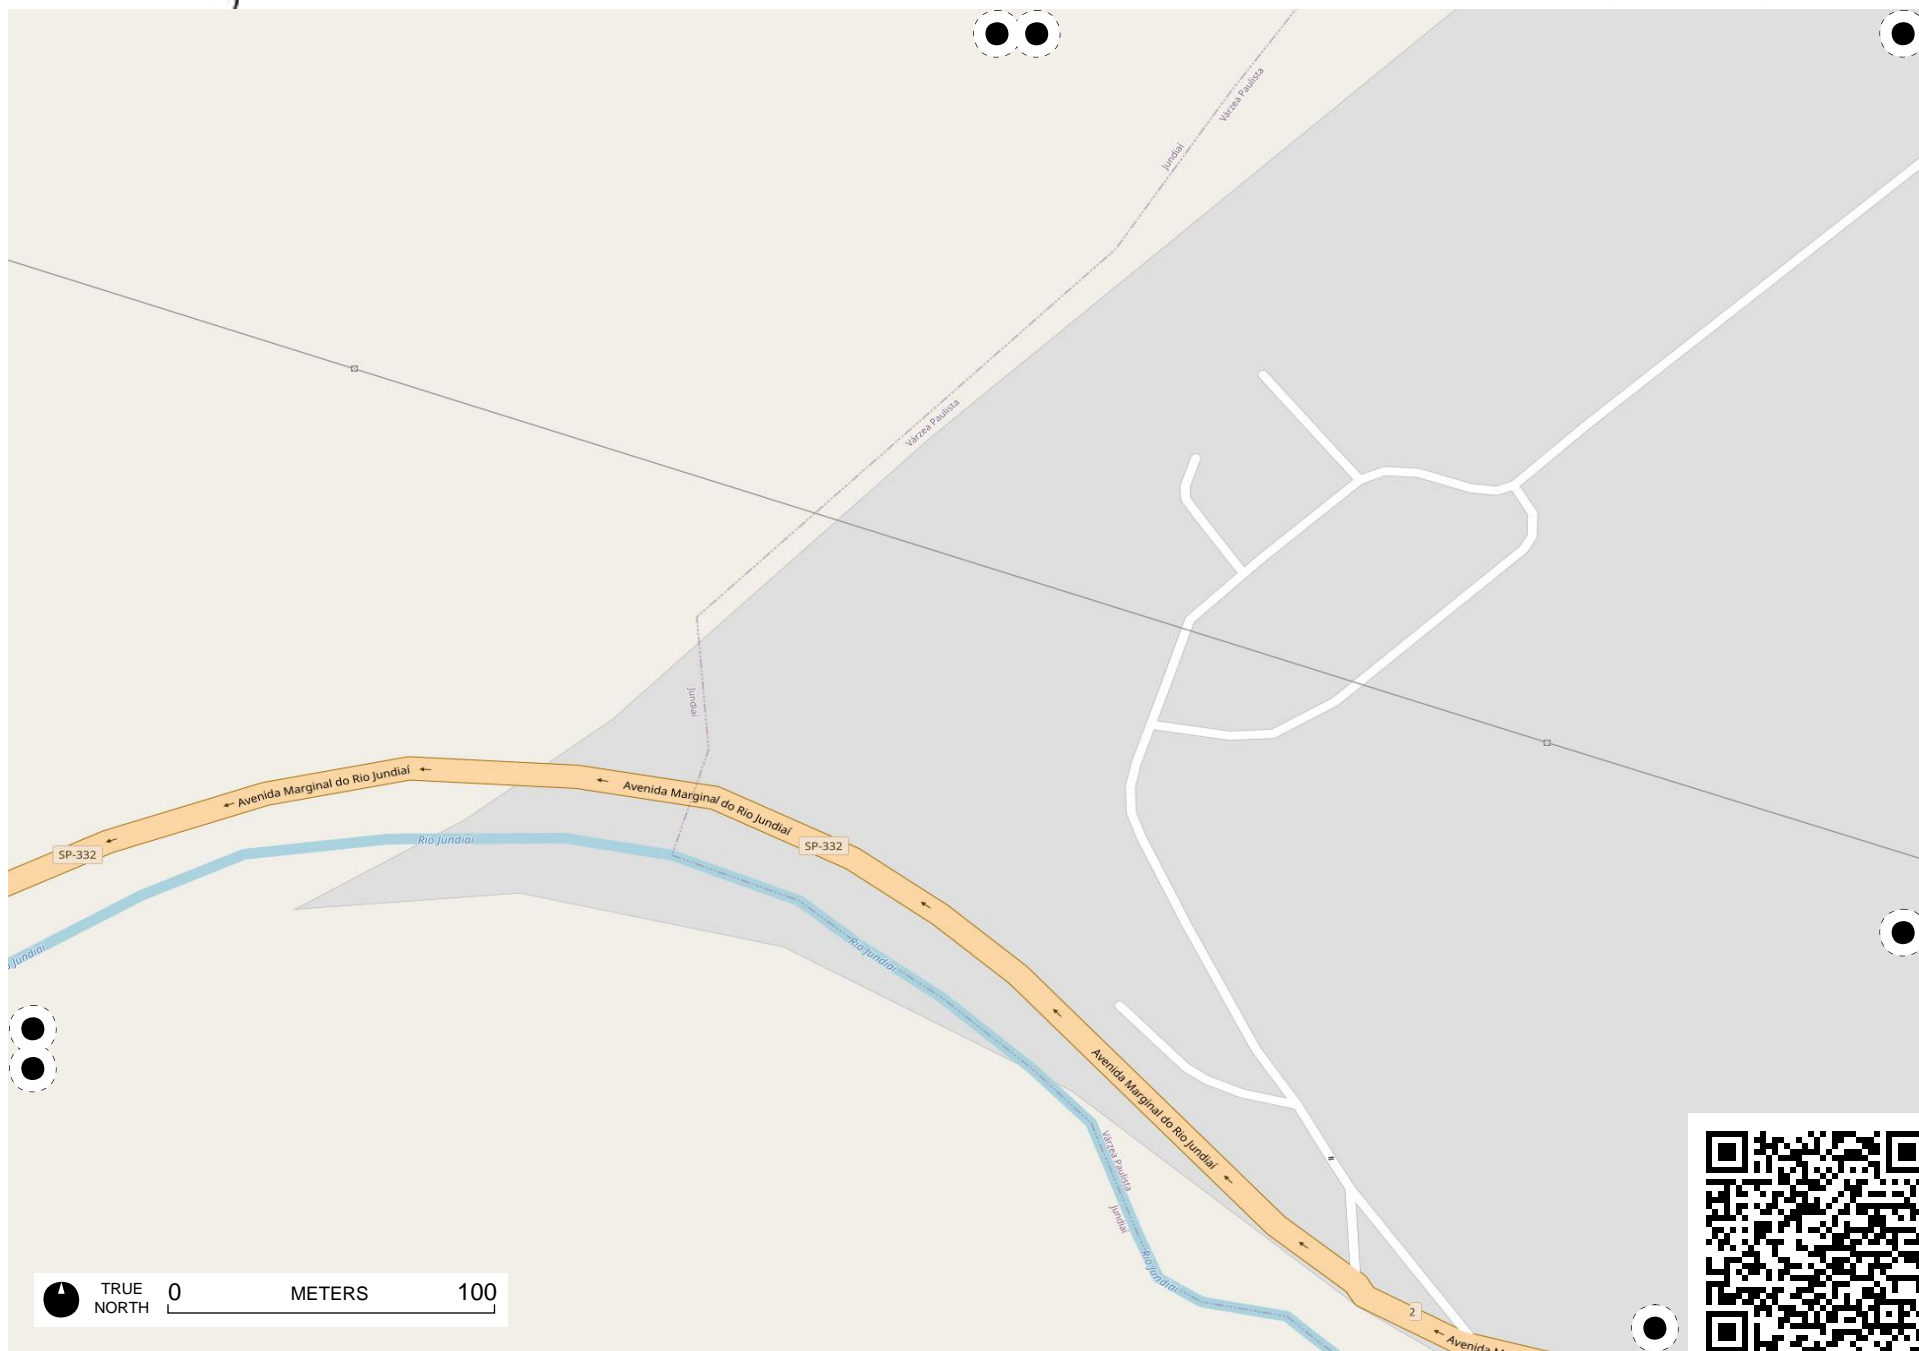 Várzea Paulista
Jundiaí
Várzea Paulista
Jundiaí
Avenida Marginal do Rio Jundiaí
Avenida Marginal do Rio Jundiaí
SP-332
SP-332
Rio Jundiaí
Rio Jundiaí
Jundiaí
Avenida Marginal do Rio Jundiaí
Várzea Paulista
Jundiaí
Rio Jundiaí
TRUE
NORTH
0 METERS 100
2
Avenida M